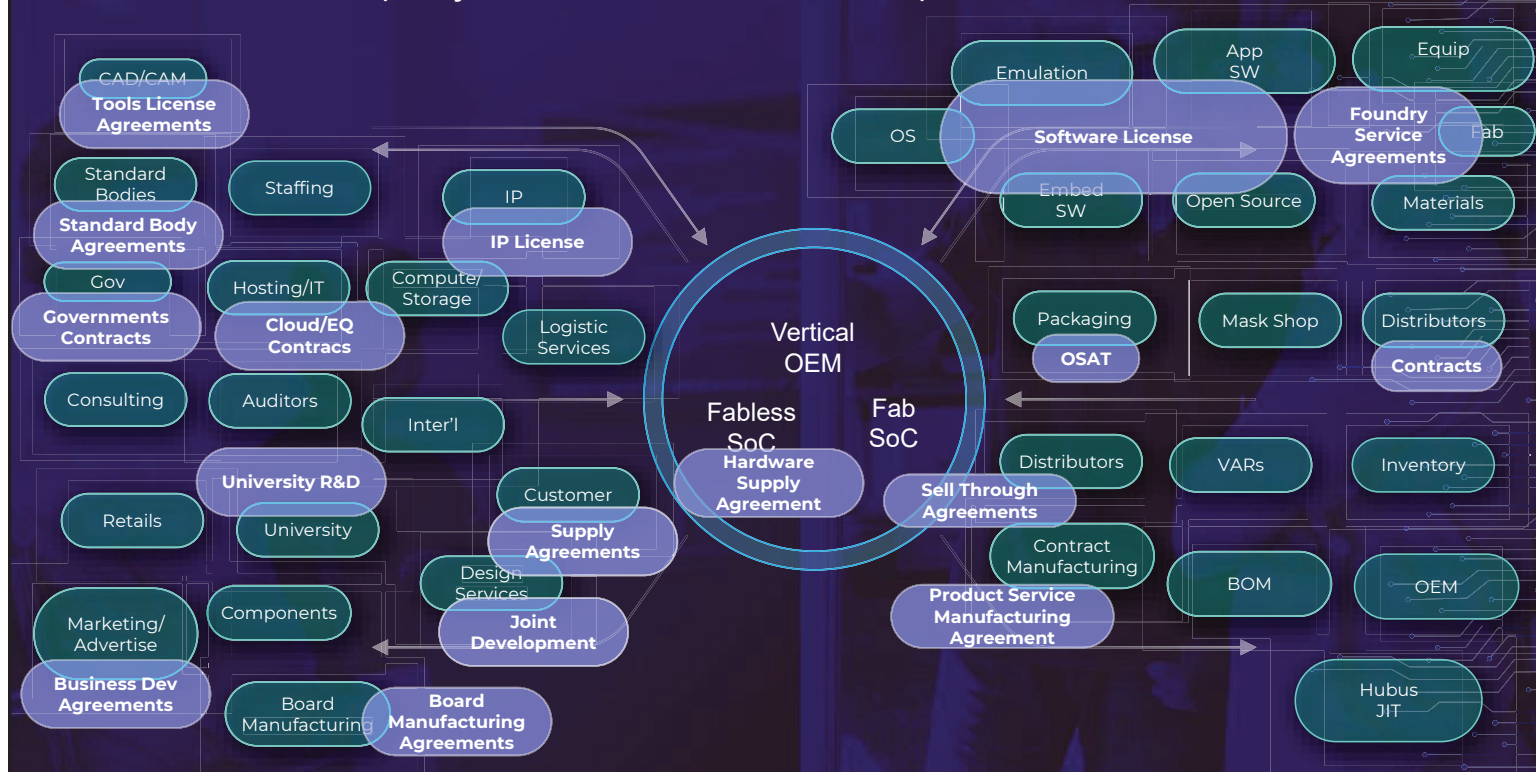 CAD/CAM
Tools License
Agreements
Standard
Bodies
Standard Body
Agreements
Staffing
IP
IP License
Gov
Governments
Contracts
Hosting/IT
Cloud/EQ
Contracs
Compute/
Storage
Logistic
Services
Consulting
Auditors
Inter’l
University R&D
University
Retails
Customer
Supply
Agreements
Design
Services
Joint
Development
Marketing/
Advertise
Business Dev
Agreements
Components
Board
Manufacturing
Board
Manufacturing
Agreements
Vertical
OEM
Fabless
SoC
Fab
SoC
Hardware
Supply
Agreement
Sell Through
Agreements
Emulation
App
SW
Equip
OS
Software License
Foundry
Service
Agreements
Fab
Embed
SW
Open Source
Materials
Packaging
OSAT
Mask Shop
Distributors
Contracts
Distributors
VARs
Inventory
Contract
Manufacturing
Product Service
Manufacturing
Agreement
BOM
OEM
Hubus
JIT